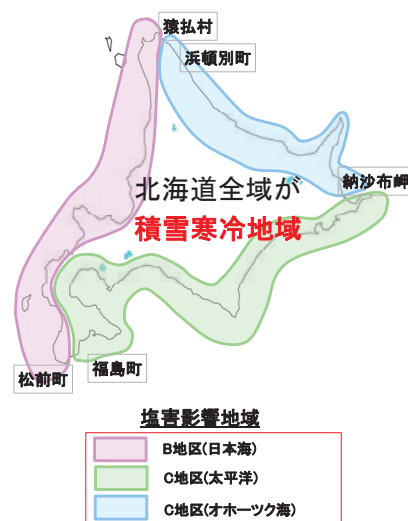 猿払村
浜頓別町
北海道全域が
納沙布岬
積雪寒冷地域
福島町
松前町
塩害影響地域
B地区(日本海)
C地区(太平洋)
C地区(オホーツク海)